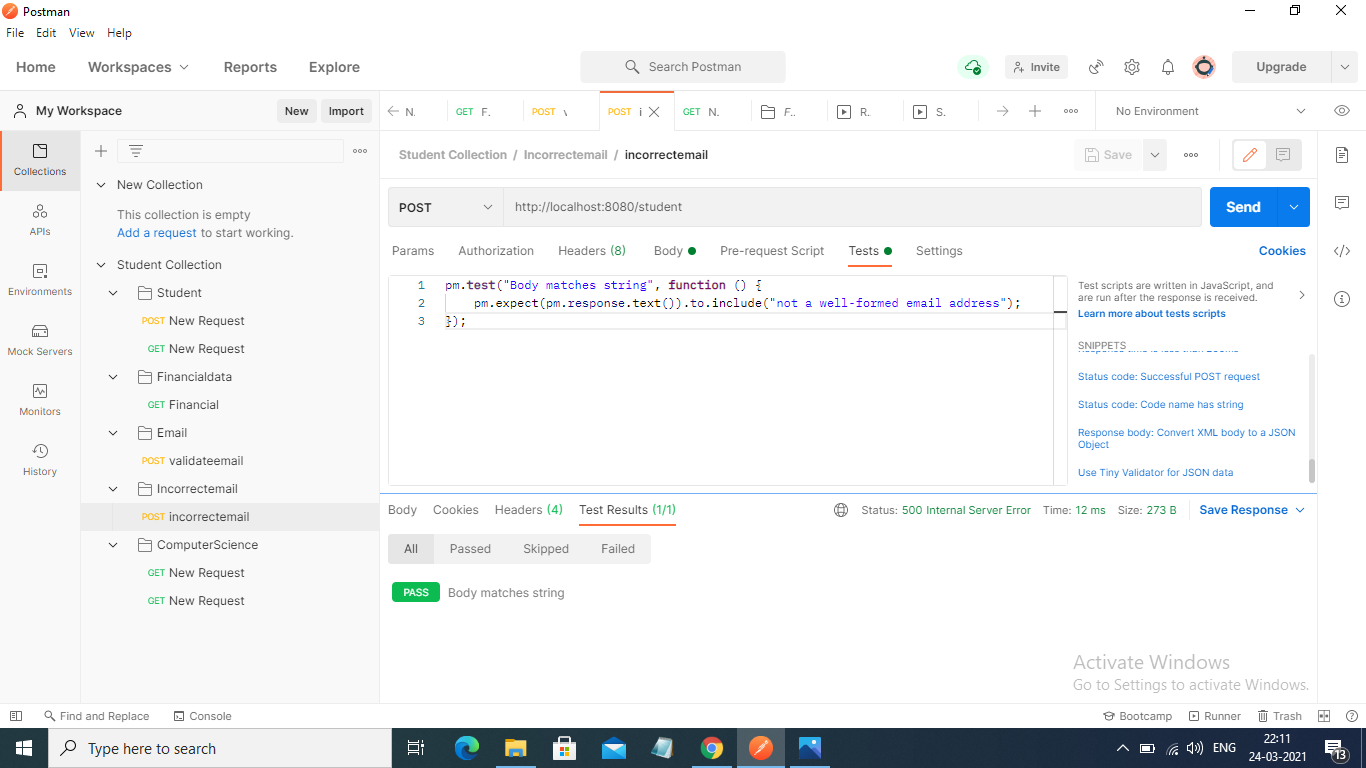 Postman
File Edit View Help
Home Workspaces Reports Explore Search Postman Invite Upgrade
My Workspace New Import N. GET F. POST v POST i GET N. F.. R. S. No Environment
Student Collection / Incorrectemail / incorrectemail Save
Collections
APIs
Environments
Mock Servers
Monitors
History
New Collection
This collection is empty
Add a request to start working.
Student Collection
Student
POST New Request
GET New Request
Financialdata
GET Financial
Email
POST validateemail
Incorrectemail
POST incorrectemail
ComputerScience
GET New Request
GET New Request
POST http://localhost:8080/student Send
Params Authorization Headers (8) Body Pre-request Script Tests Settings Cookies
1 pm.test("Body matches string", function () {
2 pm.expect(pm.response.text()).to.include("not a well-formed email address");
3 });
Test scripts are written in JavaScript, and
are run after the response is received.
Learn more about tests scripts
SNIPPETS
Response time is less than 200ms
Status code: Successful POST request
Status code: Code name has string
Response body: Convert XML body to a JSON
Object
Use Tiny Validator for JSON data
Body Cookies Headers (4) Test Results (1/1) Status: 500 Internal Server Error Time: 12 ms Size: 273 B Save Response
All Passed Skipped Failed
PASS Body matches string
Activate Windows
Go to Settings to activate Windows.
Find and Replace Console Bootcamp Runner Trash
Type here to search ENG 22:11
24-03-2021 13